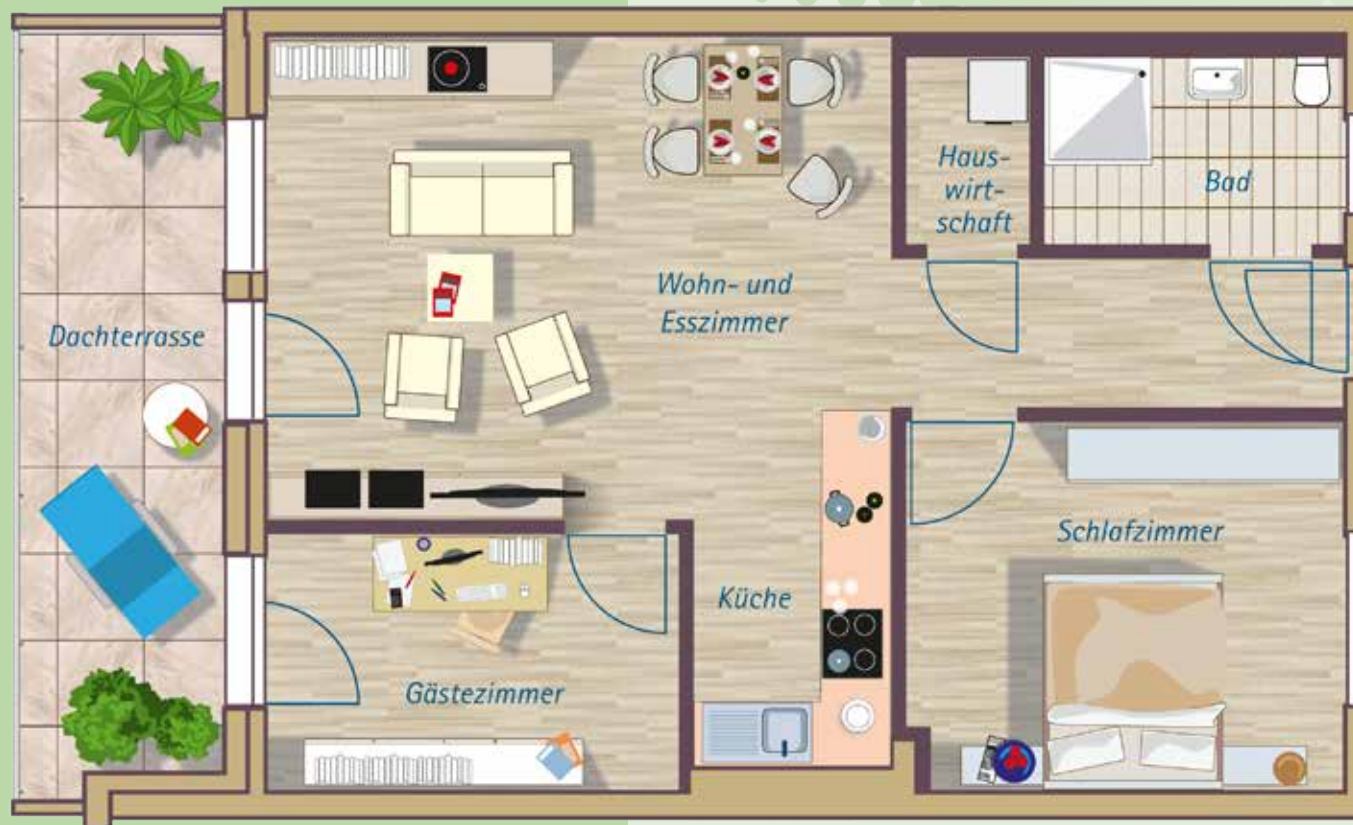 Haus-
wirt-
schaft
Bad
Wohn- und
Esszimmer
Dachterrasse
Schlafzimmer
Küche
Gästezimmer